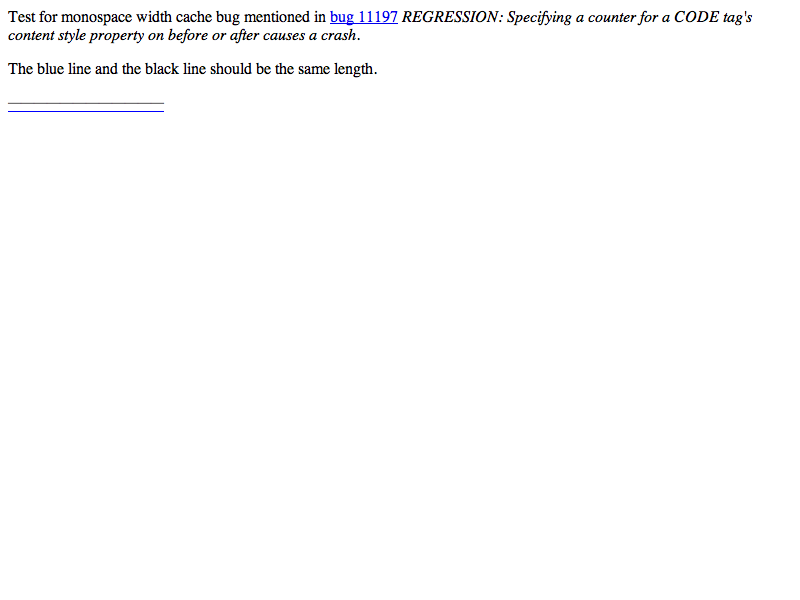 Test for monospace width cache bug mentioned in bug 11197 REGRESSION: Specifying a counter for a CODE tag's
content style property on before or after causes a crash.
The blue line and the black line should be the same length.